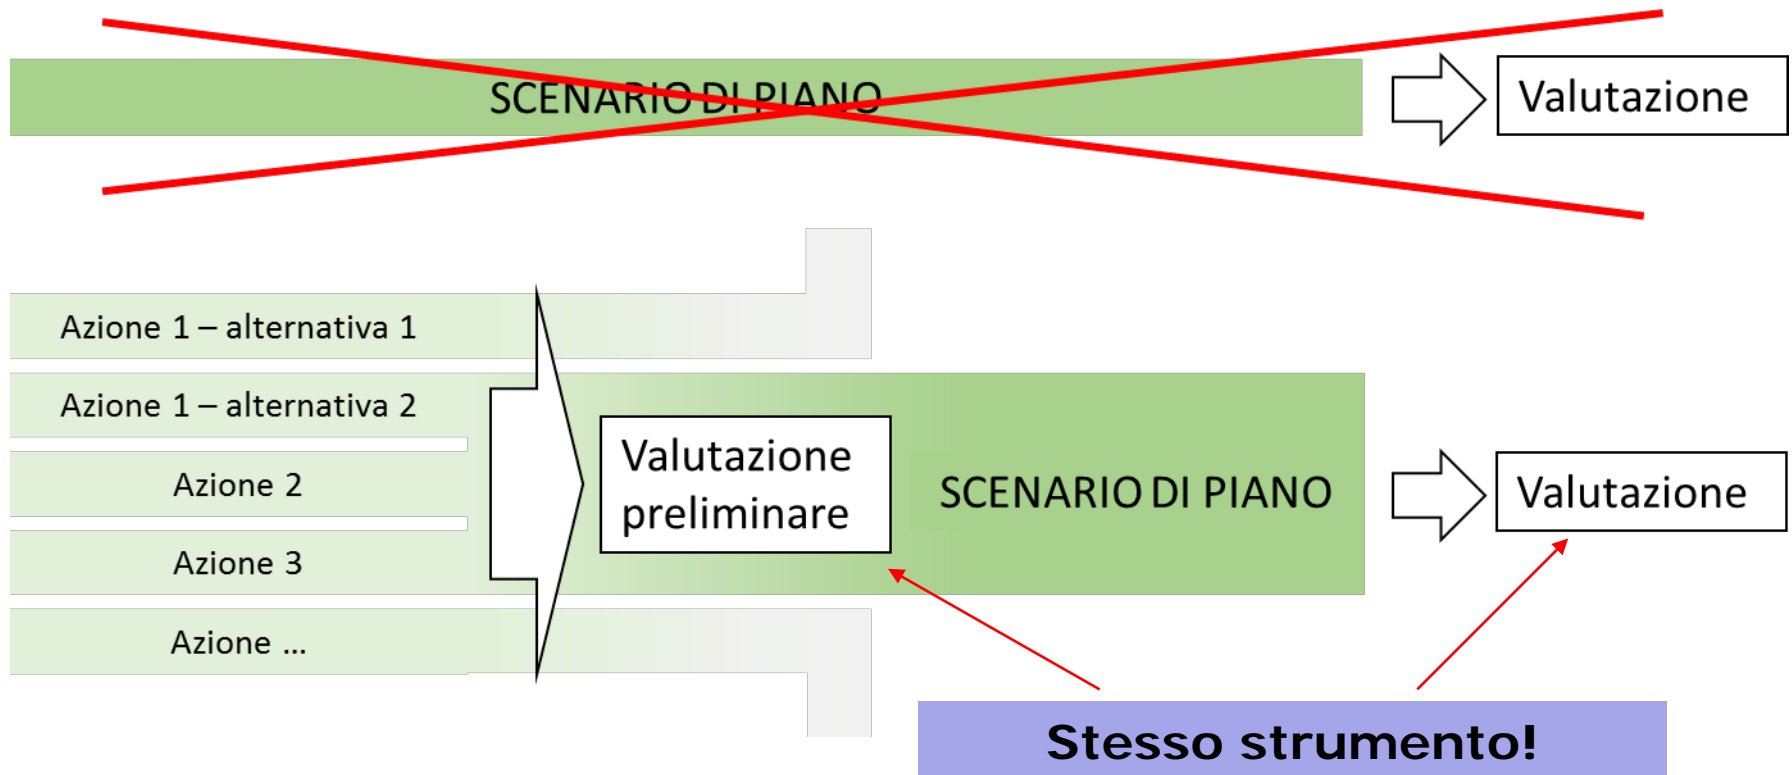 SCENARIO DI PIANO
Valutazione
Azione 1 – alternativa 1
Azione 1 – alternativa 2
Azione 2
Azione 3
Azione ...
Valutazione
preliminare
SCENARIO DI PIANO
Valutazione
Stesso strumento!